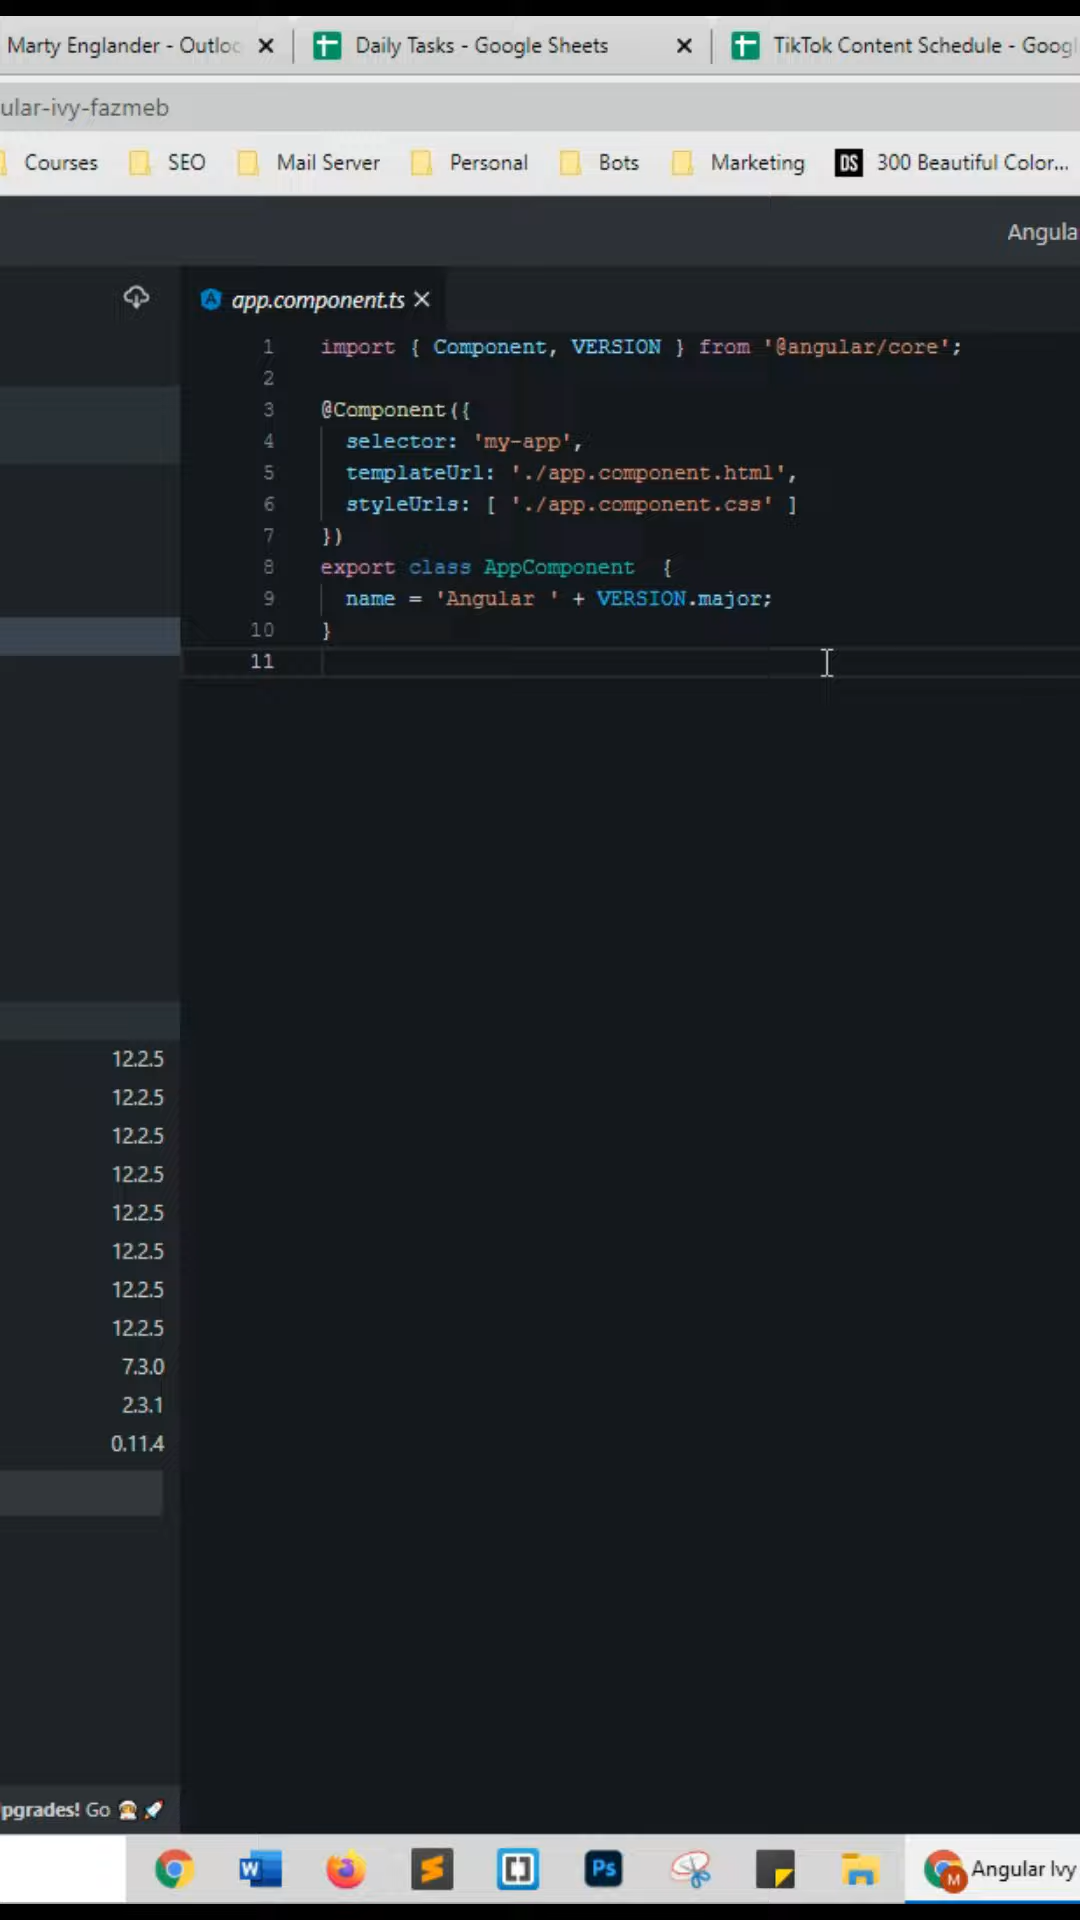 Marty Englander - Outloo
Daily Tasks - Google Sheets
TikTok Content Schedule - Googl
ular-ivy-fazmeb
Courses
SEO
Mail Server
Personal
Bots
Marketing
DS
300 Beautiful Color...
Angula
app.component.ts
1 import { Component, VERSION } from '@angular/core';
2
3 @Component({
4 selector: 'my-app',
5 templateUrl: './app.component.html',
6 styleUrls: [ './app.component.css' ]
7 })
8 export class AppComponent  {
9 name = 'Angular ' + VERSION.major;
10 }
11
12.2.5
12.2.5
12.2.5
12.2.5
12.2.5
12.2.5
12.2.5
12.2.5
7.3.0
2.3.1
0.11.4
pgrades! Go
W
Ps
M
Angular Ivy